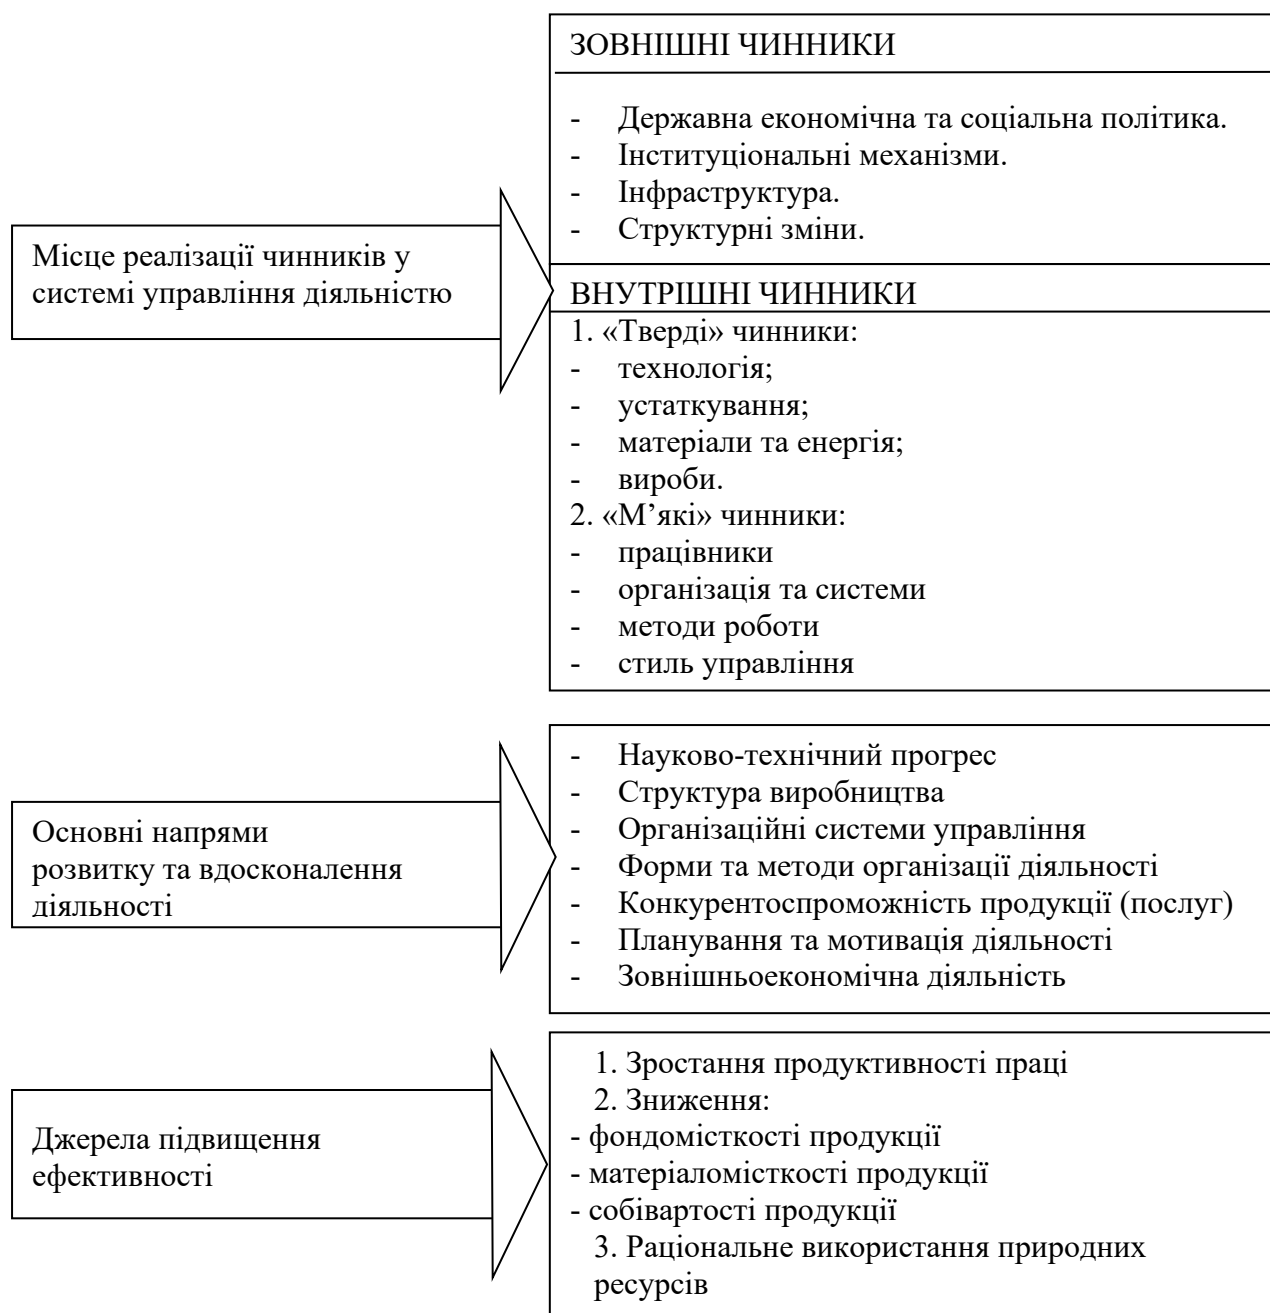 ЗОВНІШНІ ЧИННИКИ
- Державна економічна та соціальна політика.
- Інституціональні механізми.
- Інфраструктура.
- Структурні зміни.
Місце реалізації чинників у
системі управління діяльністю
ВНУТРІШНІ ЧИННИКИ
1. «Тверді» чинники:
- технологія;
- устаткування;
- матеріали та енергія;
- вироби.
2. «М’які» чинники:
- працівники
- організація та системи
- методи роботи
- стиль управління
Основні напрями
розвитку та вдосконалення
діяльності
- Науково-технічний прогрес
- Структура виробництва
- Організаційні системи управління
- Форми та методи організації діяльності
- Конкурентоспроможність продукції (послуг)
- Планування та мотивація діяльності
- Зовнішньоекономічна діяльність
Джерела підвищення
ефективності
1. Зростання продуктивності праці
2. Зниження:
- фондомісткості продукції
- матеріаломісткості продукції
- собівартості продукції
3. Раціональне використання природних
ресурсів